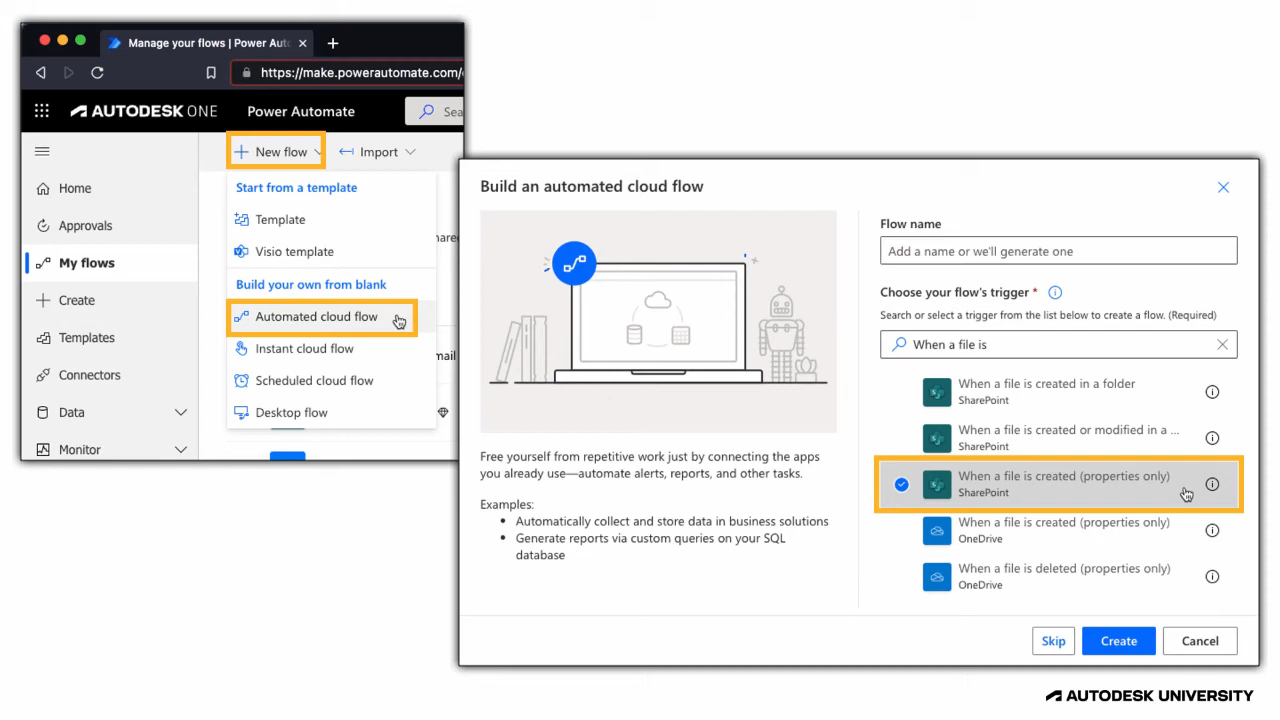 Manage your flows | Power Auto
https://make.powerautomate.com/
AUTODESK ONE
Power Automate
Sea
New flow
Import
Home
Approvals
My flows
Create
Templates
Connectors
Data
Monitor
Start from a template
Template
Visio template
Build your own from blank
Automated cloud flow
Instant cloud flow
Scheduled cloud flow
Desktop flow
hared
mail
Build an automated cloud flow
Free yourself from repetitive work just by connecting the apps
you already use—automate alerts, reports, and other tasks.
Examples:
• Automatically collect and store data in business solutions
• Generate reports via custom queries on your SQL
database
Flow name
Add a name or we'll generate one
Choose your flow's trigger *
Search or select a trigger from the list below to create a flow. (Required)
When a file is
When a file is created in a folder
SharePoint
When a file is created or modified in a ...
SharePoint
When a file is created (properties only)
SharePoint
When a file is created (properties only)
OneDrive
When a file is deleted (properties only)
OneDrive
Skip
Create
Cancel
AUTODESK UNIVERSITY